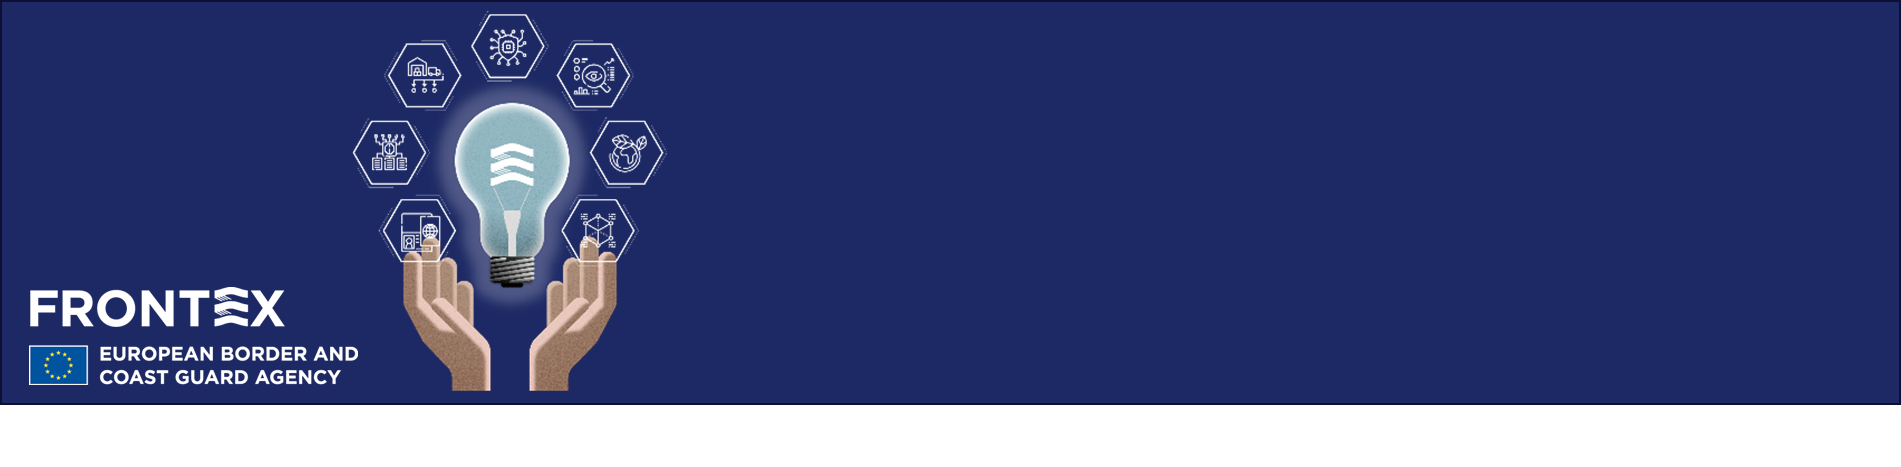 FRONTEX
EUROPEAN BORDER AND
COAST GUARD AGENCY